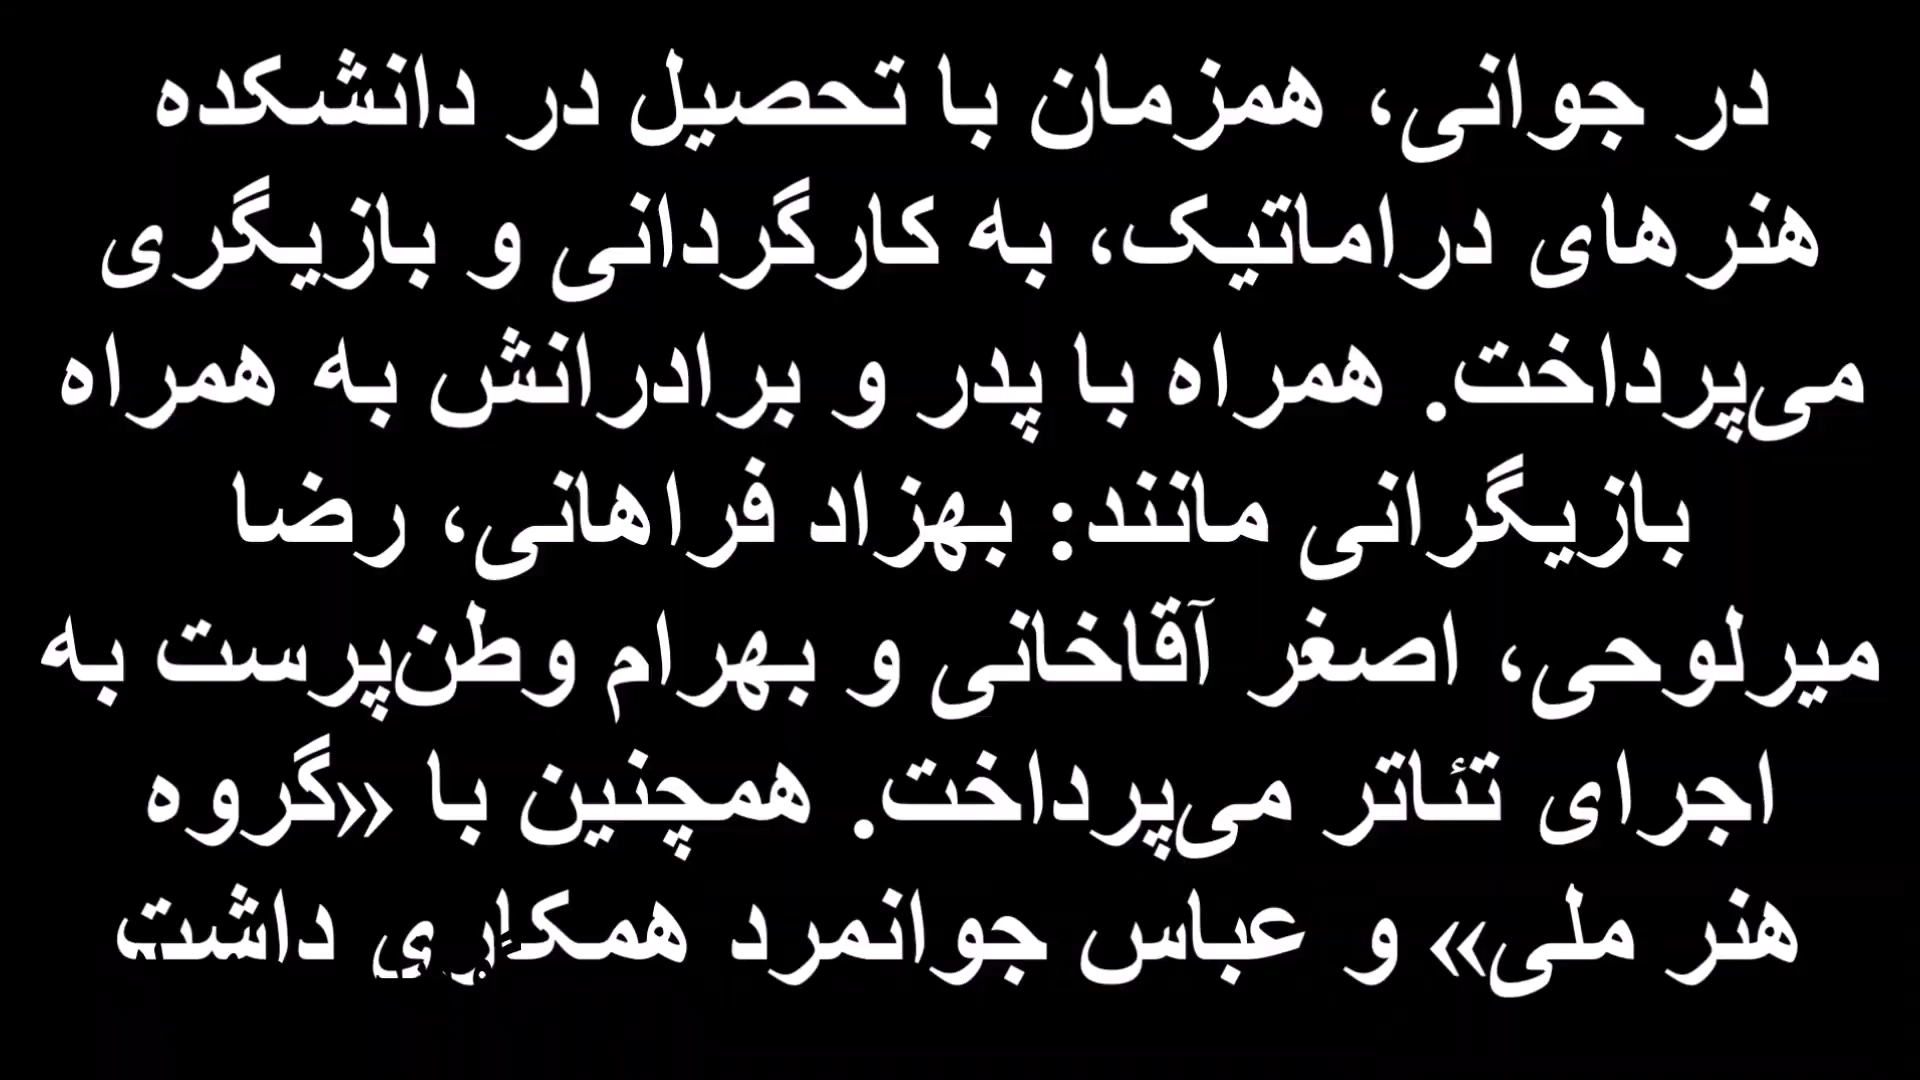 در جوانی، همزمان با تحصیل در دانشکده
هنرهای دراماتیک، به کارگردانی و بازیگری
می‌پرداخت. همراه با پدر و برادرانش به همراه
بازیگرانی مانند: بهزاد فراهانی، رضا
میرلوحی، اصغر آقاخانی و بهرام وطن‌پرست به
اجرای تئاتر می‌پرداخت. همچنین با «گروه
هنر ملی» و عباس جوانمرد همکاری داشت